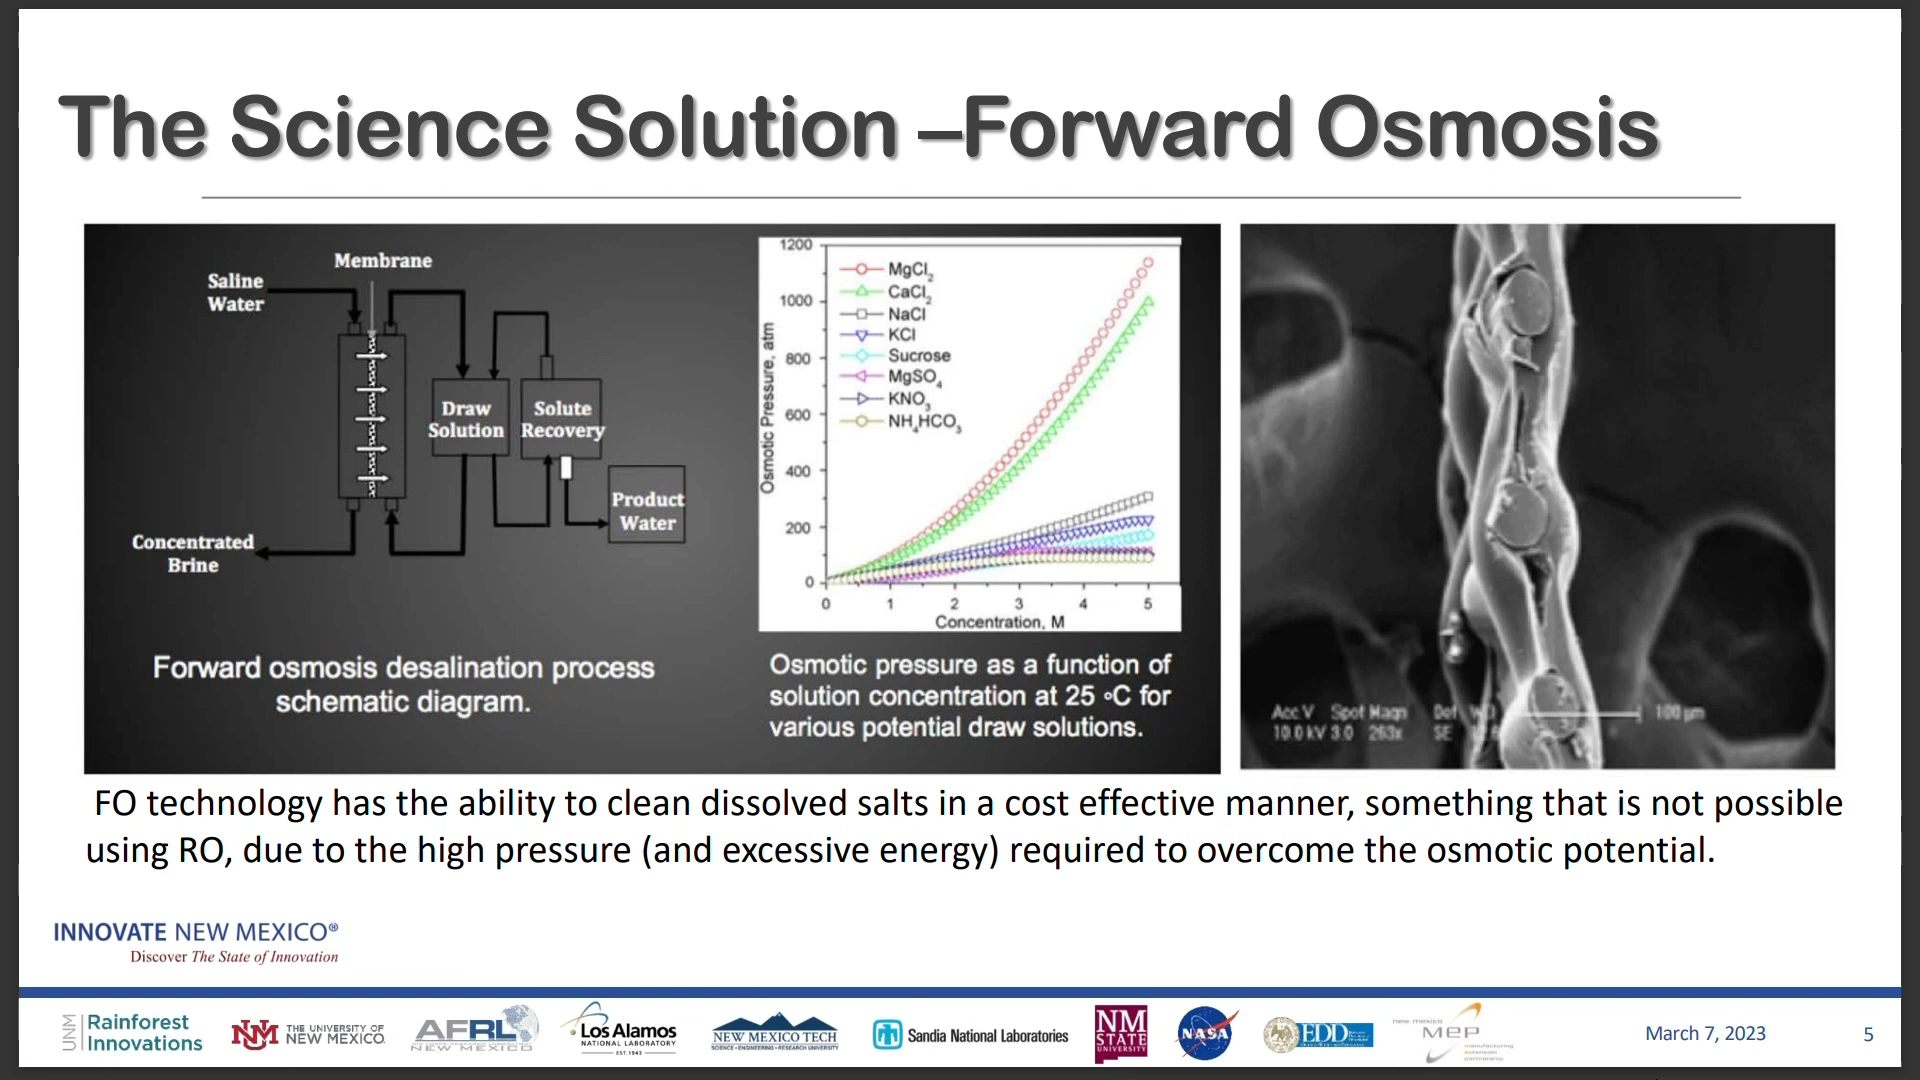 The Science Solution –Forward Osmosis
Membrane
Saline
Water
Draw
Solution
Solute
Recovery
Product
Water
Concentrated
Brine
Forward osmosis desalination process
schematic diagram.
1200
1000
800
600
400
200
0
Osmotic Pressure, atm
MgCl2
CaCl2
NaCl
KCl
Sucrose
MgSO4
KNO3
NH4HCO3
0 1 2 3 4 5
Concentration, M
Osmotic pressure as a function of
solution concentration at 25 ∘C for
various potential draw solutions.
Acc V Spot Magn Det WD 100 µm
10.0 kV 3.0 263x SE
FO technology has the ability to clean dissolved salts in a cost effective manner, something that is not possible
using RO, due to the high pressure (and excessive energy) required to overcome the osmotic potential.
INNOVATE NEW MEXICO®
Discover The State of Innovation
UNM
Rainforest
Innovations
NM
THE UNIVERSITY OF
NEW MEXICO
AFRL
NEW MEXICO
Los Alamos
NATIONAL LABORATORY
EST. 1943
NEW MEXICO TECH
SCIENCE • ENGINEERING • RESEARCH UNIVERSITY
Sandia National Laboratories
NM
STATE
UNIVERSITY
NASA
EDD
new mexico
MEP
manufacturing
extension
partnership
March 7, 2023
5